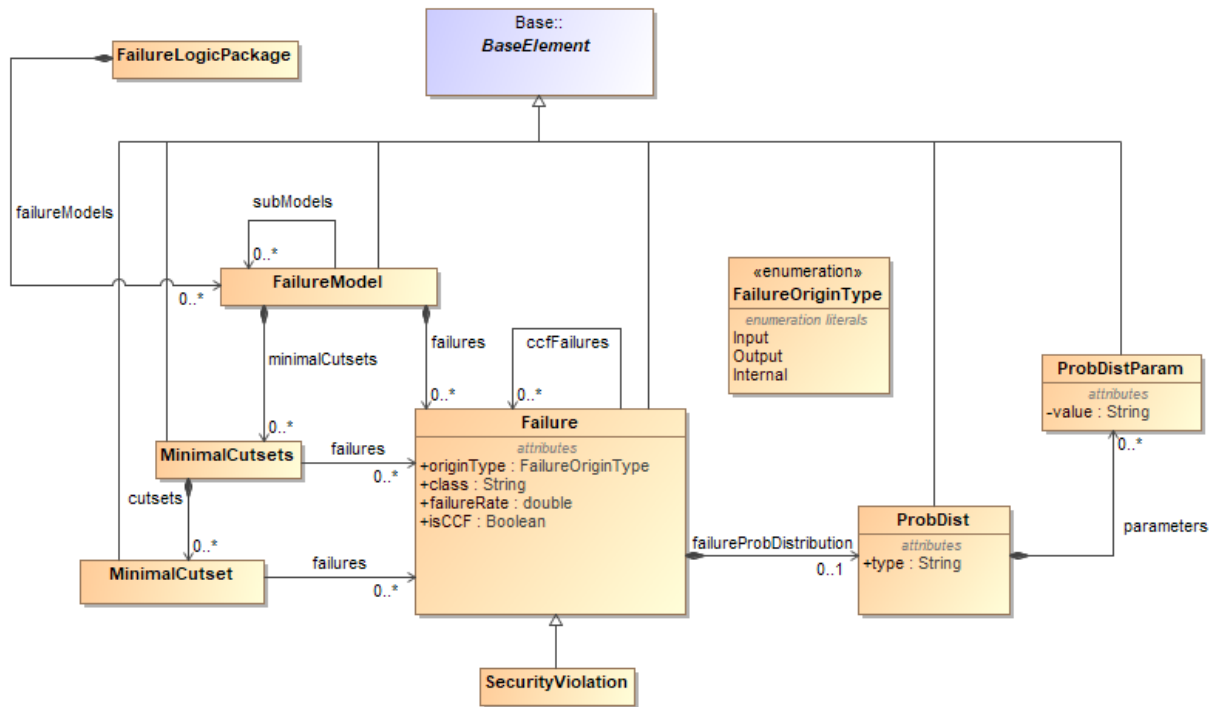 Base::
BaseElement
FailureLogicPackage
subModels
failureModels
0..*
0..*
FailureModel
«enumeration»
FailureOriginType
enumeration literals
Input
Output
Internal
failures
ccfFailures
minimalCutsets
0..*
0..*
ProbDistParam
attributes
-value : String
0..*
0..*
Failure
attributes
+originType : FailureOriginType
+class : String
+failureRate : double
+isCCF : Boolean
MinimalCutsets
failures
0..*
cutsets
0..*
ProbDist
attributes
+type : String
parameters
failureProbDistribution
0..1
MinimalCutset
failures
0..*
SecurityViolation